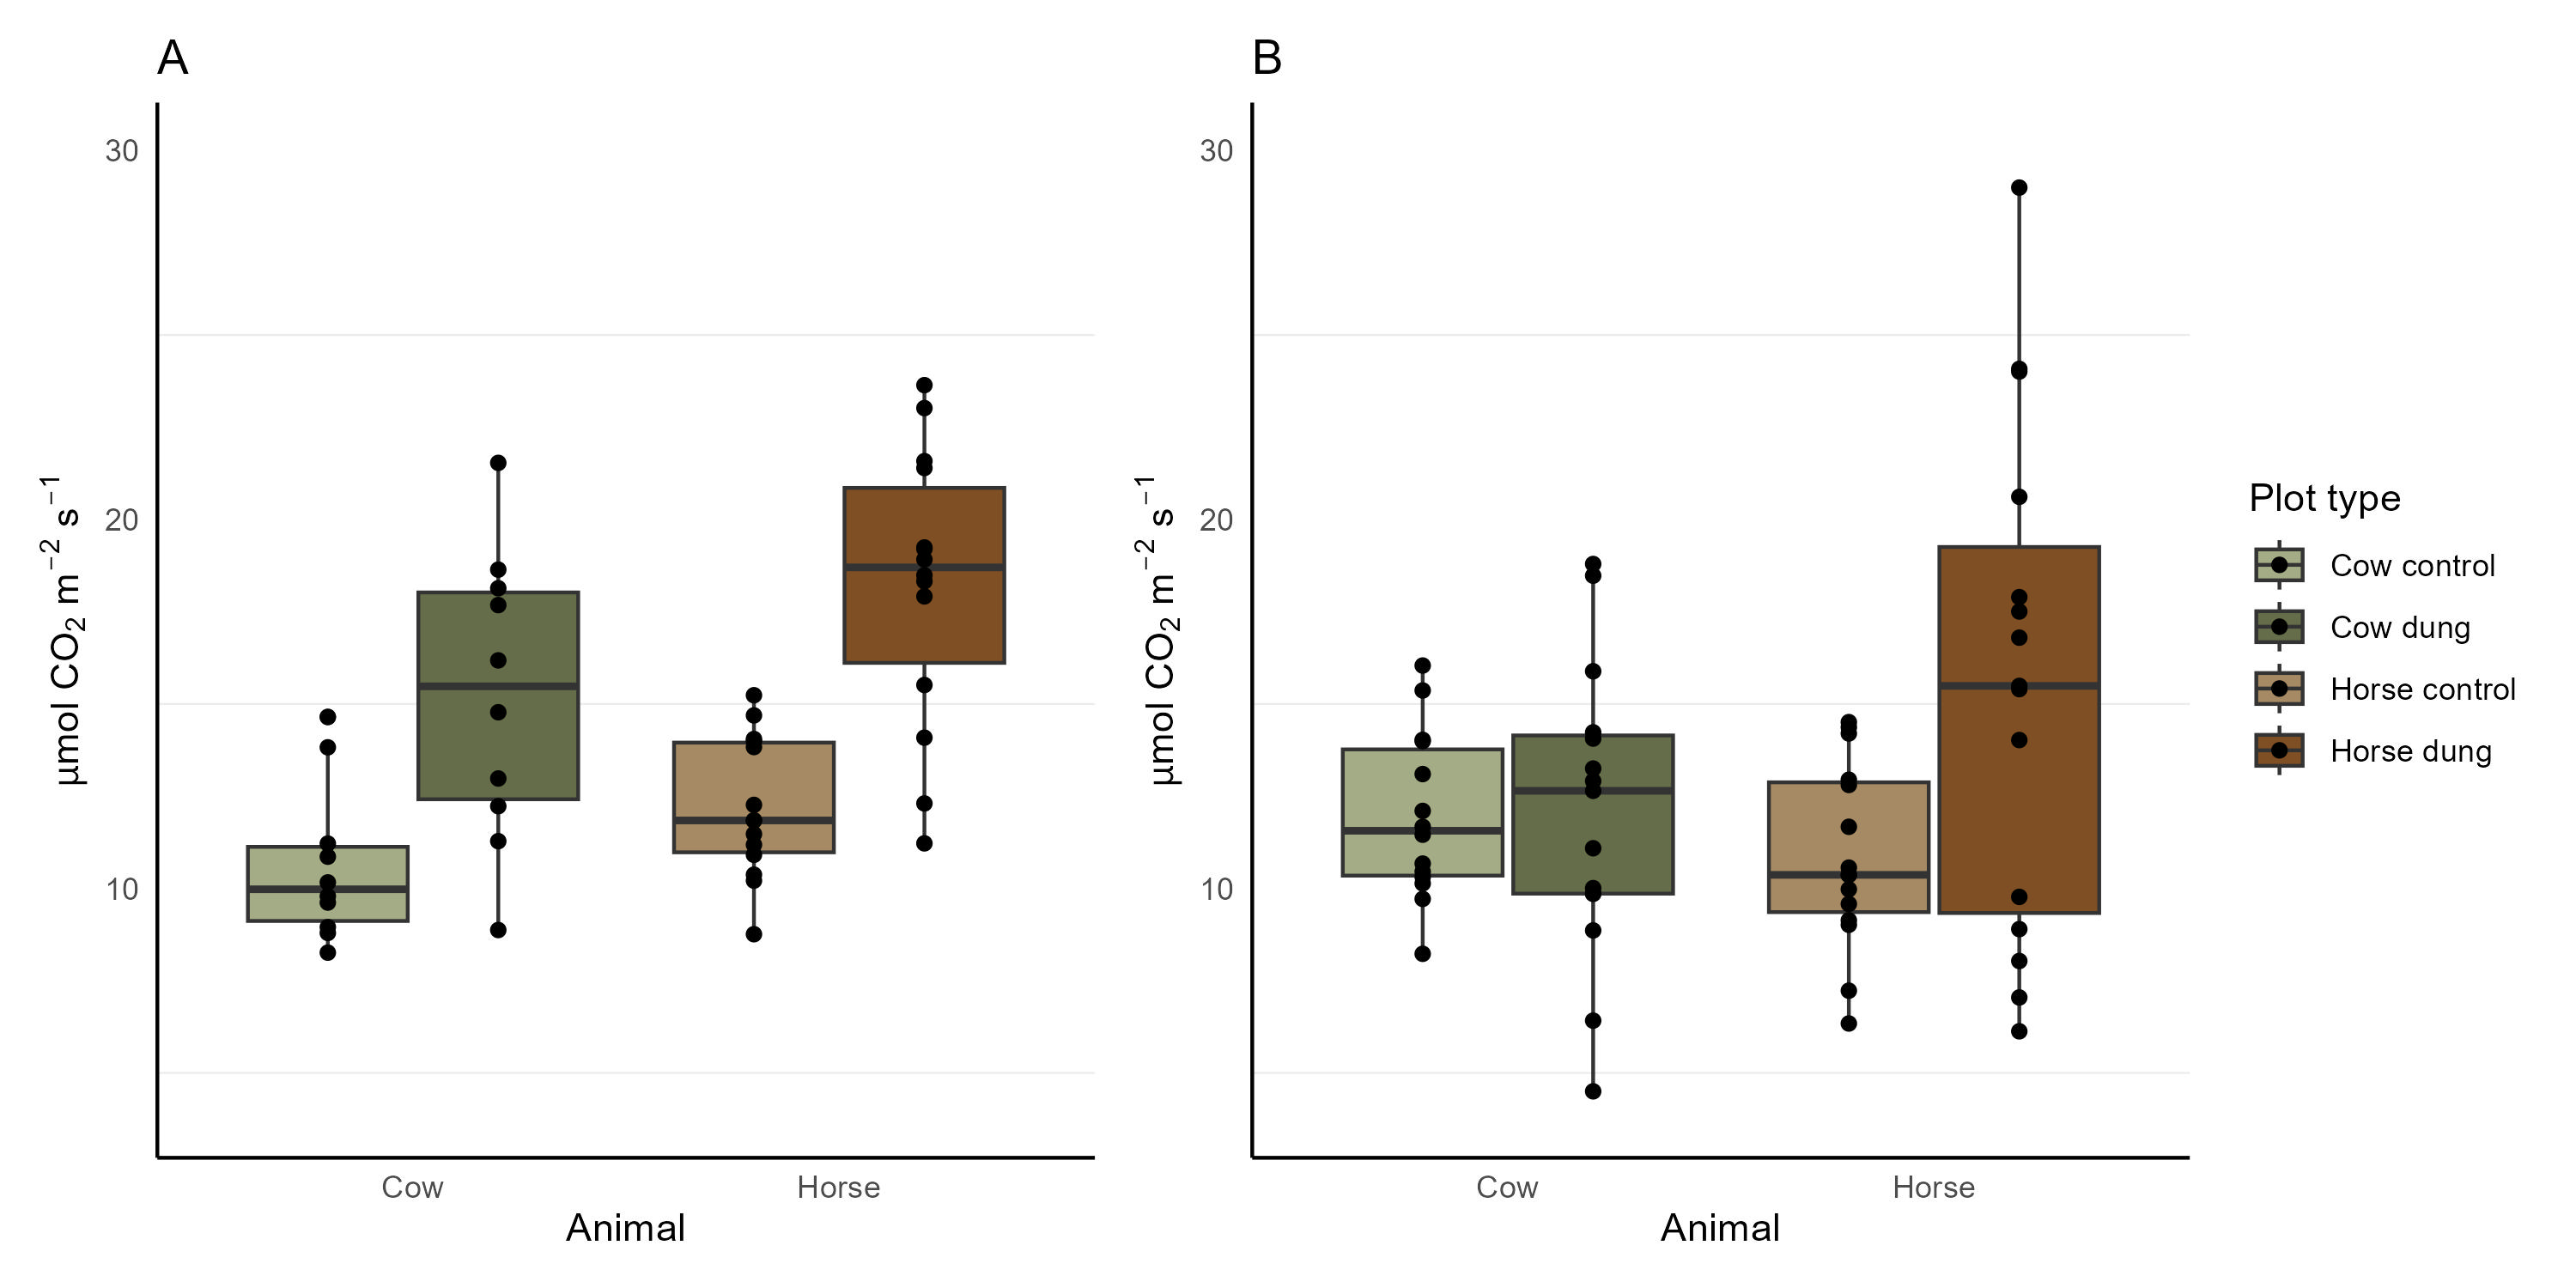 A
30
20
10
µmol CO₂ m⁻² s⁻¹
Cow
Horse
Animal
B
30
20
10
µmol CO₂ m⁻² s⁻¹
Cow
Horse
Animal
Plot type
Cow control
Cow dung
Horse control
Horse dung